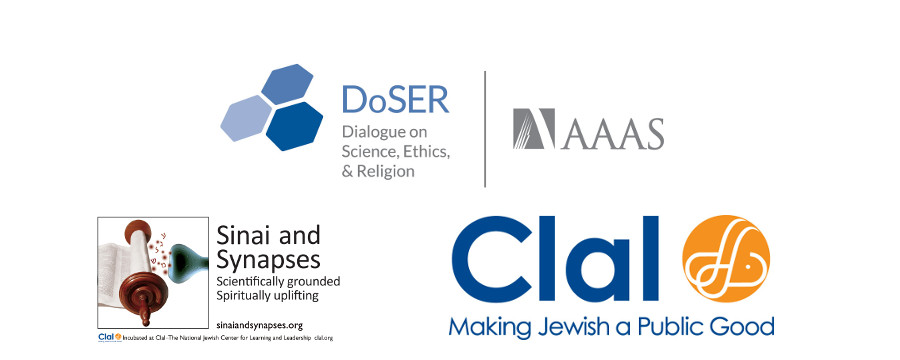 DoSER
Dialogue on
Science, Ethics,
& Religion
AAAS
Sinai and
Synapses
Scientifically grounded
Spiritually uplifting
sinaiandsynapses.org
Clal Incubated at Clal -The National Jewish Center for Learning and Leadership clal.org
Clal
Making Jewish a Public Good